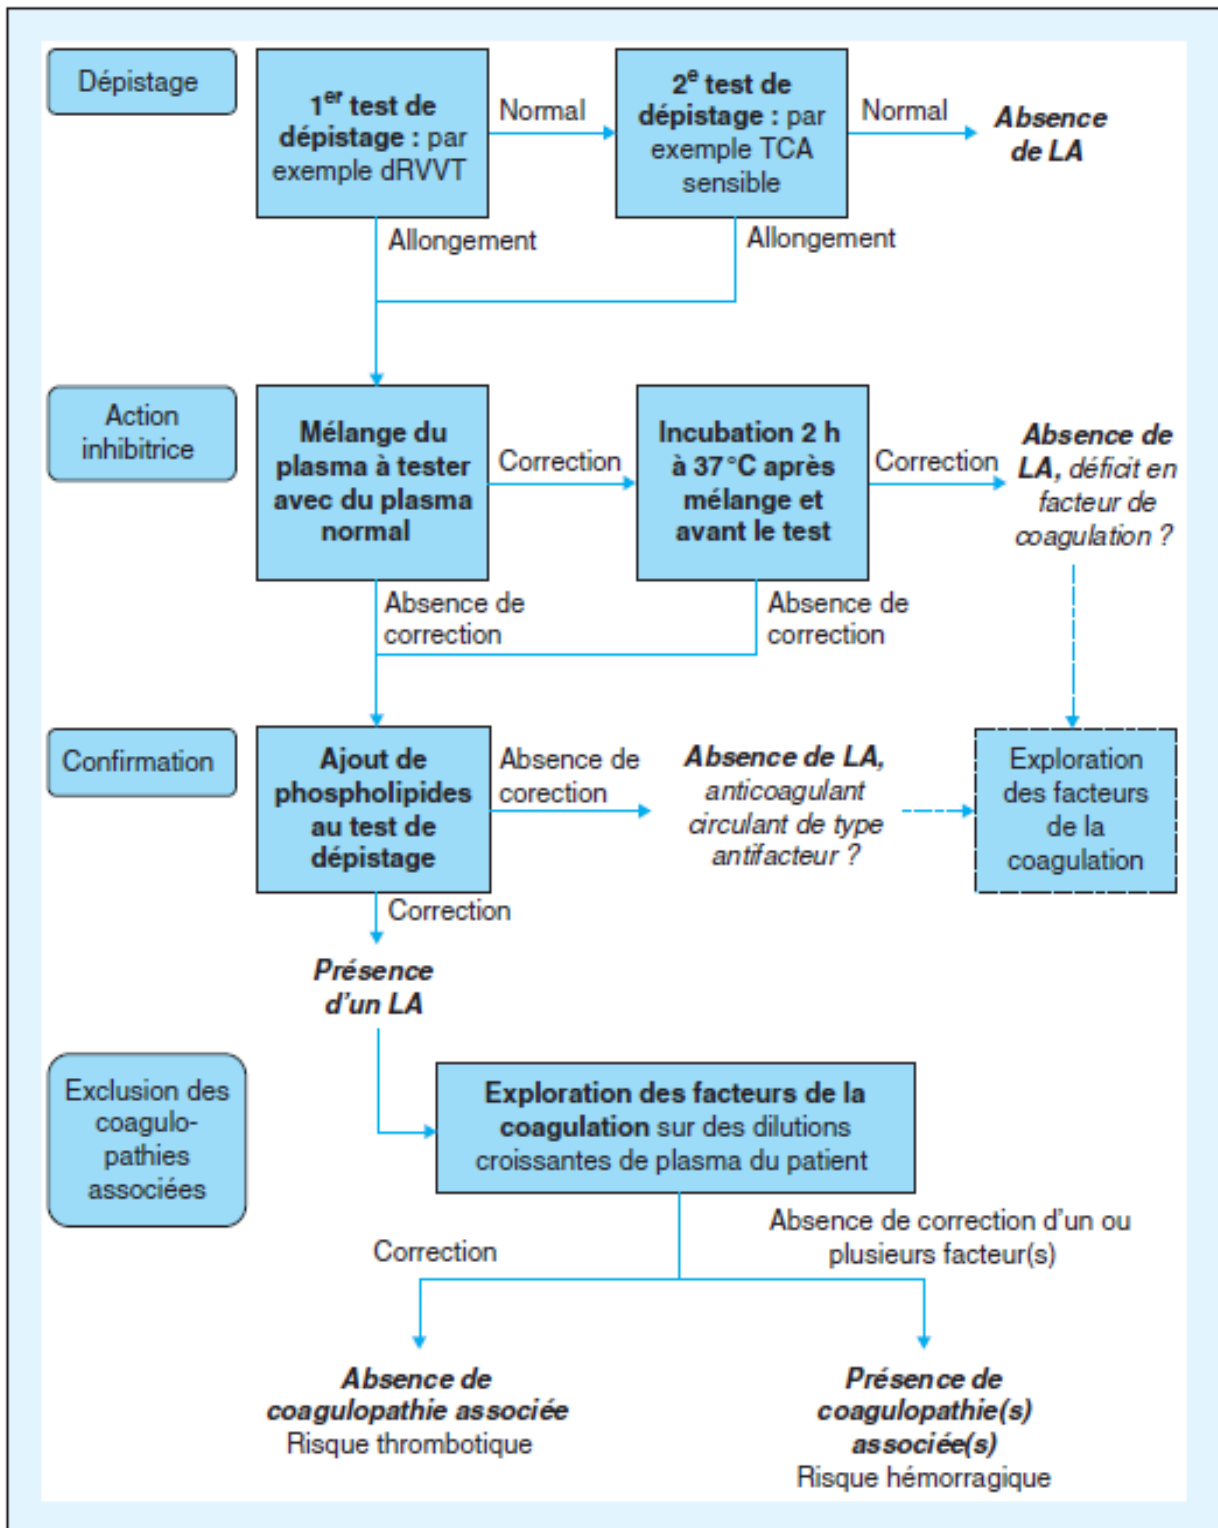 Dépistage
1er test de
dépistage : par
exemple dRVVT
Normal
2e test de
dépistage : par
exemple TCA
sensible
Normal
Absence
de LA
Allongement
Allongement
Action
inhibitrice
Mélange du
plasma à tester
avec du plasma
normal
Correction
Incubation 2 h
à 37 °C après
mélange et
avant le test
Correction
Absence de
LA, déficit en
facteur de
coagulation ?
Absence de
correction
Absence de
correction
Confirmation
Ajout de
phospholipides
au test de
dépistage
Absence de
corection
Absence de LA,
anticoagulant
circulant de type
antifacteur ?
Exploration
des facteurs
de la
coagulation
Correction
Présence
d'un LA
Exclusion des
coagulo-
pathies
associées
Exploration des facteurs de la
coagulation sur des dilutions
croissantes de plasma du patient
Correction
Absence de correction d'un ou
plusieurs facteur(s)
Absence de
coagulopathie associée
Risque thrombotique
Présence de
coagulopathie(s)
associée(s)
Risque hémorragique